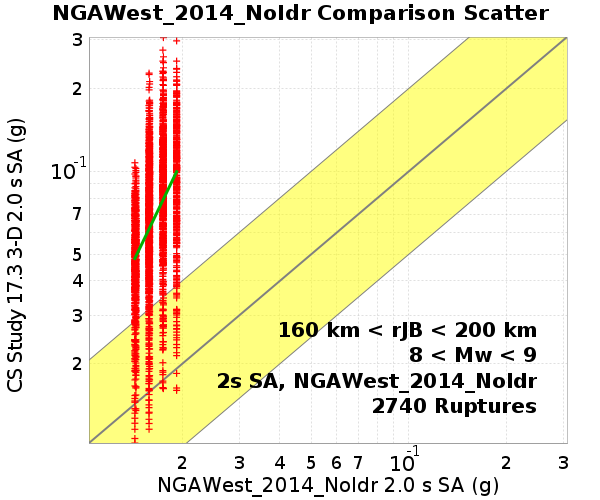 NGAWest_2014_NoIdr Comparison Scatter
CS Study 17.3 3-D 2.0 s SA (g)
3
2
10-1
7
5
4
3
2
160 km < rJB < 200 km
8 < Mw < 9
2s SA, NGAWest_2014_NoIdr
2740 Ruptures
2 3 4 5 6 7 10-1 2 3
NGAWest_2014_NoIdr 2.0 s SA (g)